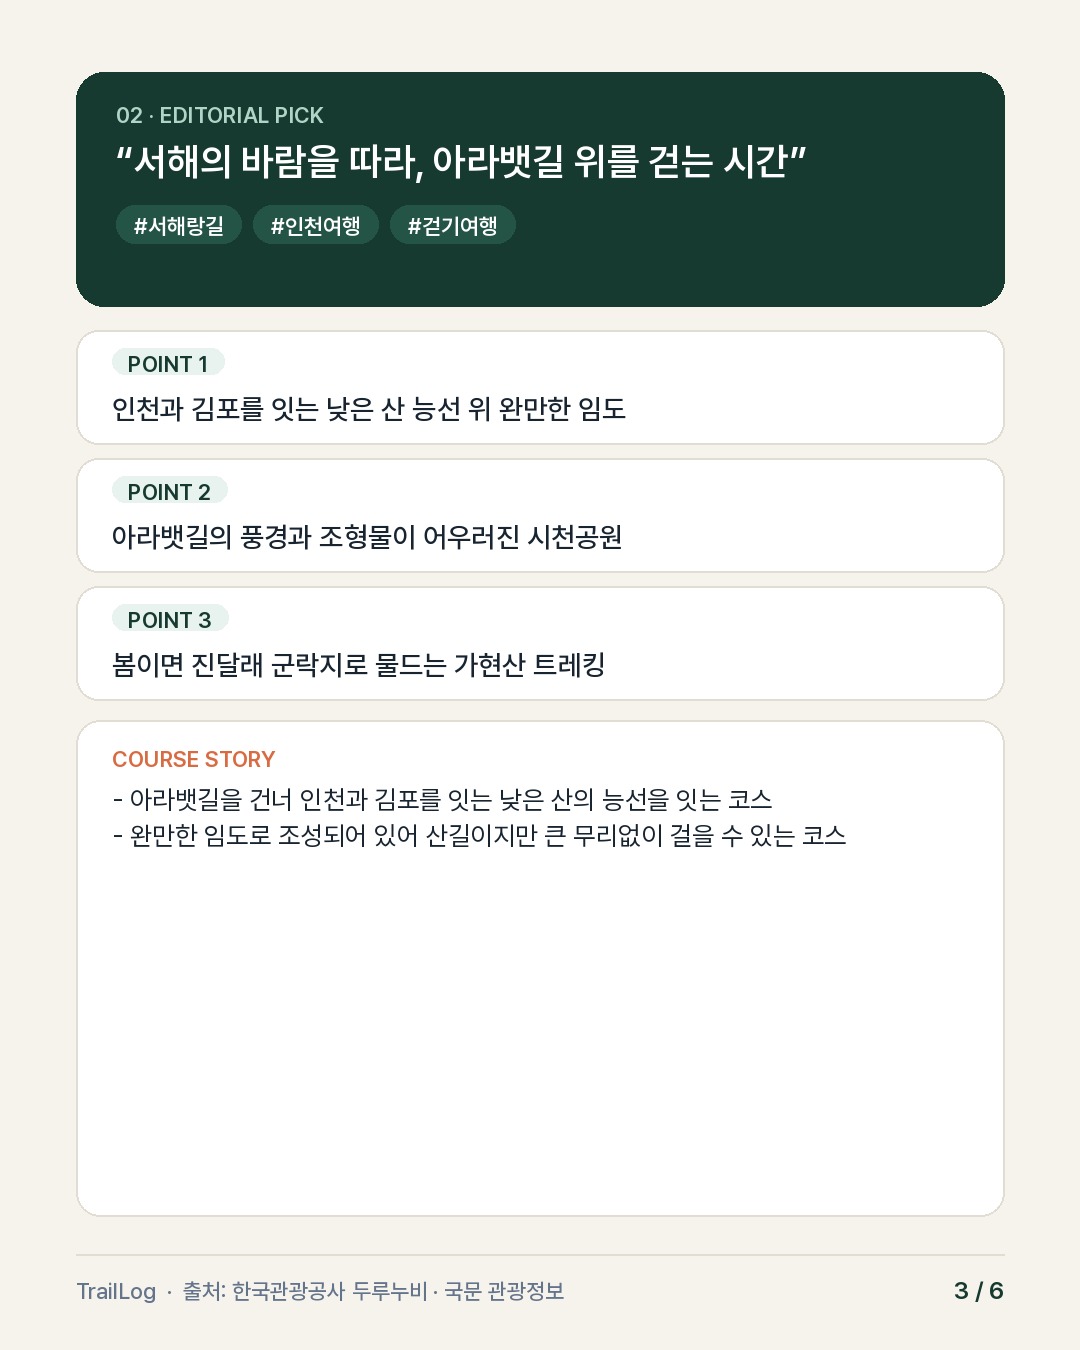 02 · EDITORIAL PICK
“서해의 바람을 따라, 아라뱃길 위를 걷는 시간”
#서해랑길 #인천여행 #걷기여행
POINT 1
인천과 김포를 잇는 낮은 산 능선 위 완만한 임도
POINT 2
아라뱃길의 풍경과 조형물이 어우러진 시천공원
POINT 3
봄이면 진달래 군락지로 물드는 가현산 트레킹
COURSE STORY
- 아라뱃길을 건너 인천과 김포를 잇는 낮은 산의 능선을 잇는 코스
- 완만한 임도로 조성되어 있어 산길이지만 큰 무리없이 걸을 수 있는 코스
TrailLog · 출처: 한국관광공사 두루누비 · 국문 관광정보
3 / 6